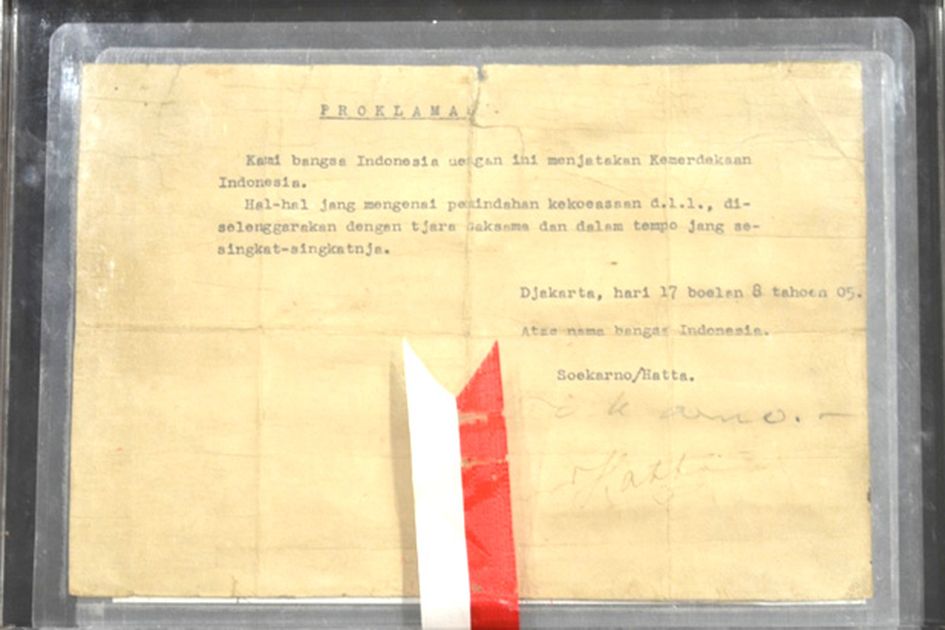 PROKLAMA
Kami bangsa Indonesia dengan ini menjatakan Kemerdekaan
Indonesia.
Hal-hal jang mengenai pemindahan kekoeasaan d.l.l., di-
selenggarakan dengan tjara saksama dan dalam tempo jang se-
singkat-singkatnja.
Djakarta, hari 17 boelan 8 tahoen 05.
Atas nama bangsa Indonesia.
Soekarno/Hatta.
Hatta